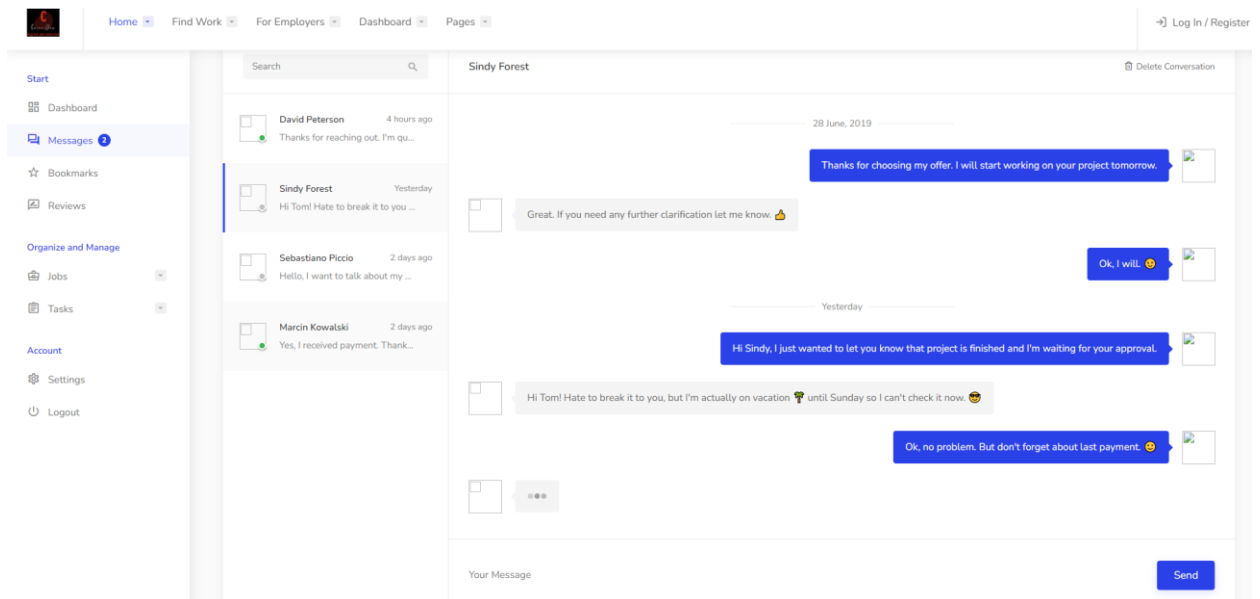 Home
Find Work
For Employers
Dashboard
Pages
Log In / Register
Start
Dashboard
Messages 2
Bookmarks
Reviews
Organize and Manage
Jobs
Tasks
Account
Settings
Logout
Search
David Peterson 4 hours ago
Thanks for reaching out. I'm qu...
Sindy Forest Yesterday
Hi Tom! Hate to break it to you ...
Sebastiano Piccio 2 days ago
Hello, I want to talk about my ...
Marcin Kowalski 2 days ago
Yes, I received payment. Thank...
Sindy Forest
Delete Conversation
28 June, 2019
Thanks for choosing my offer. I will start working on your project tomorrow.
Great. If you need any further clarification let me know. 👍
Ok, I will. 🙂
Yesterday
Hi Sindy, I just wanted to let you know that project is finished and I'm waiting for your approval.
Hi Tom! Hate to break it to you, but I'm actually on vacation 🌴 until Sunday so I can't check it now. 😎
Ok, no problem. But don't forget about last payment. 🙂
Your Message
Send